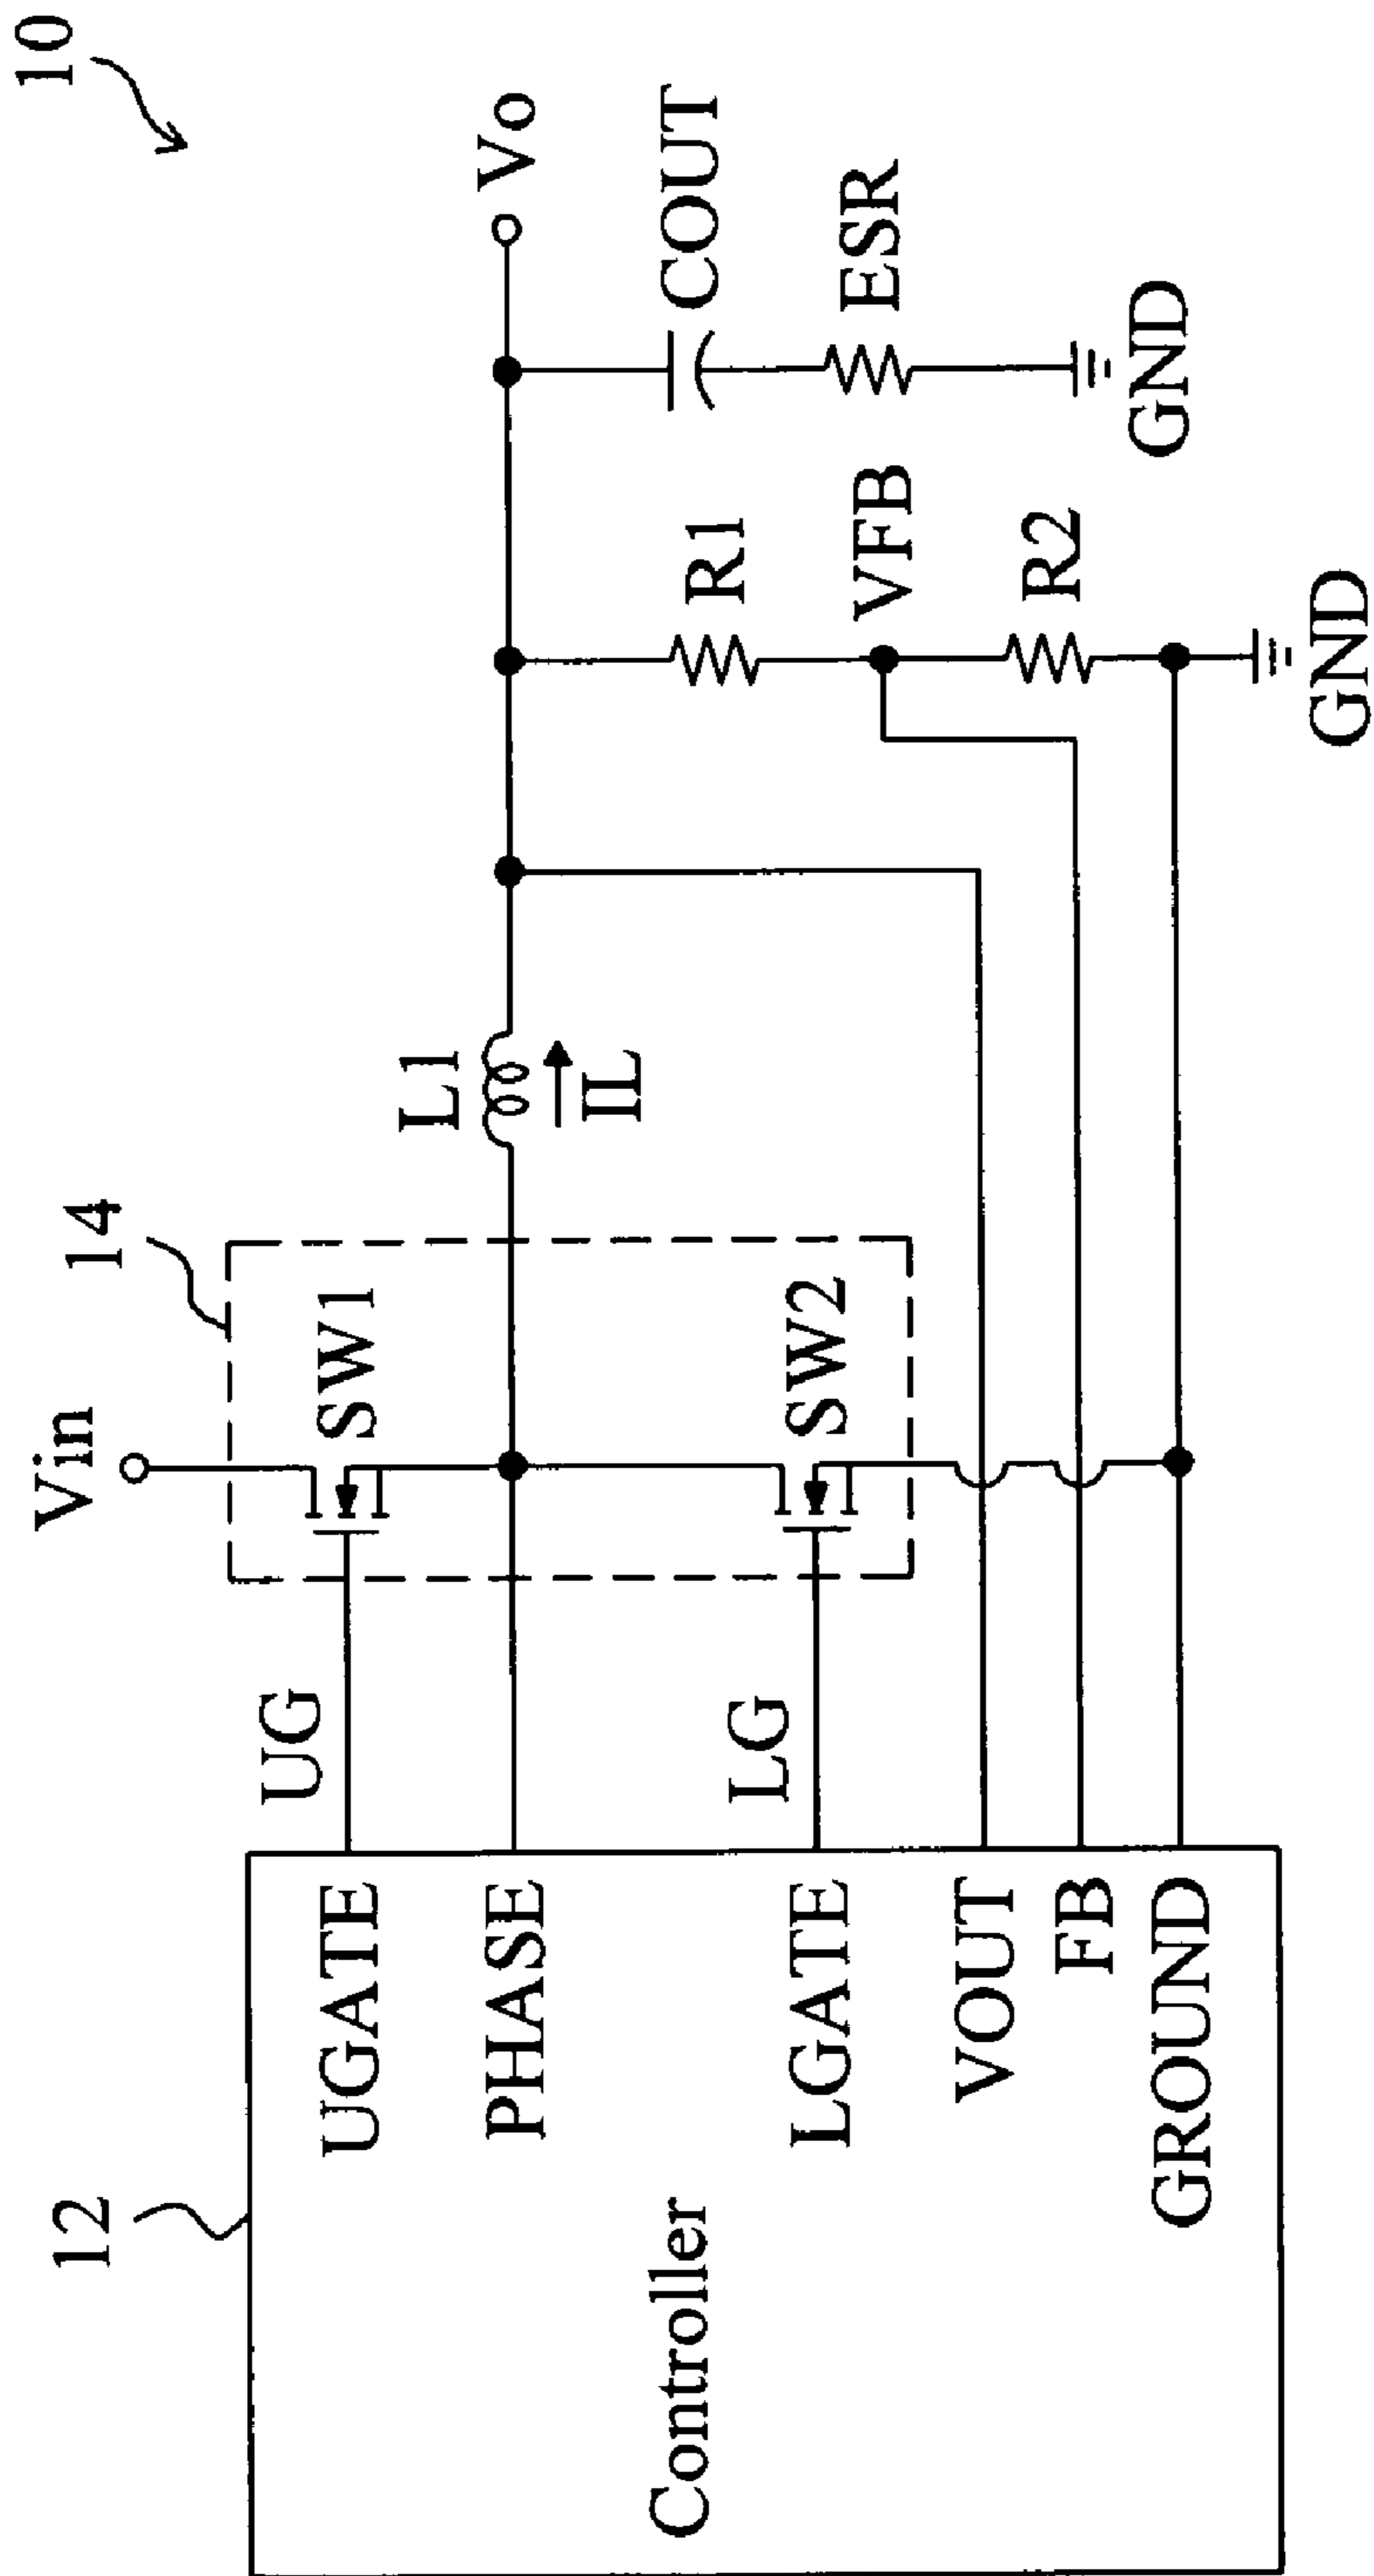 10
Vin
14
12
UG
SW1
L1
IL
Vo
UGATE
PHASE
LG
SW2
R1
COUT
Controller
LGATE
VFB
ESR
VOUT
R2
FB
GROUND
GND
GND